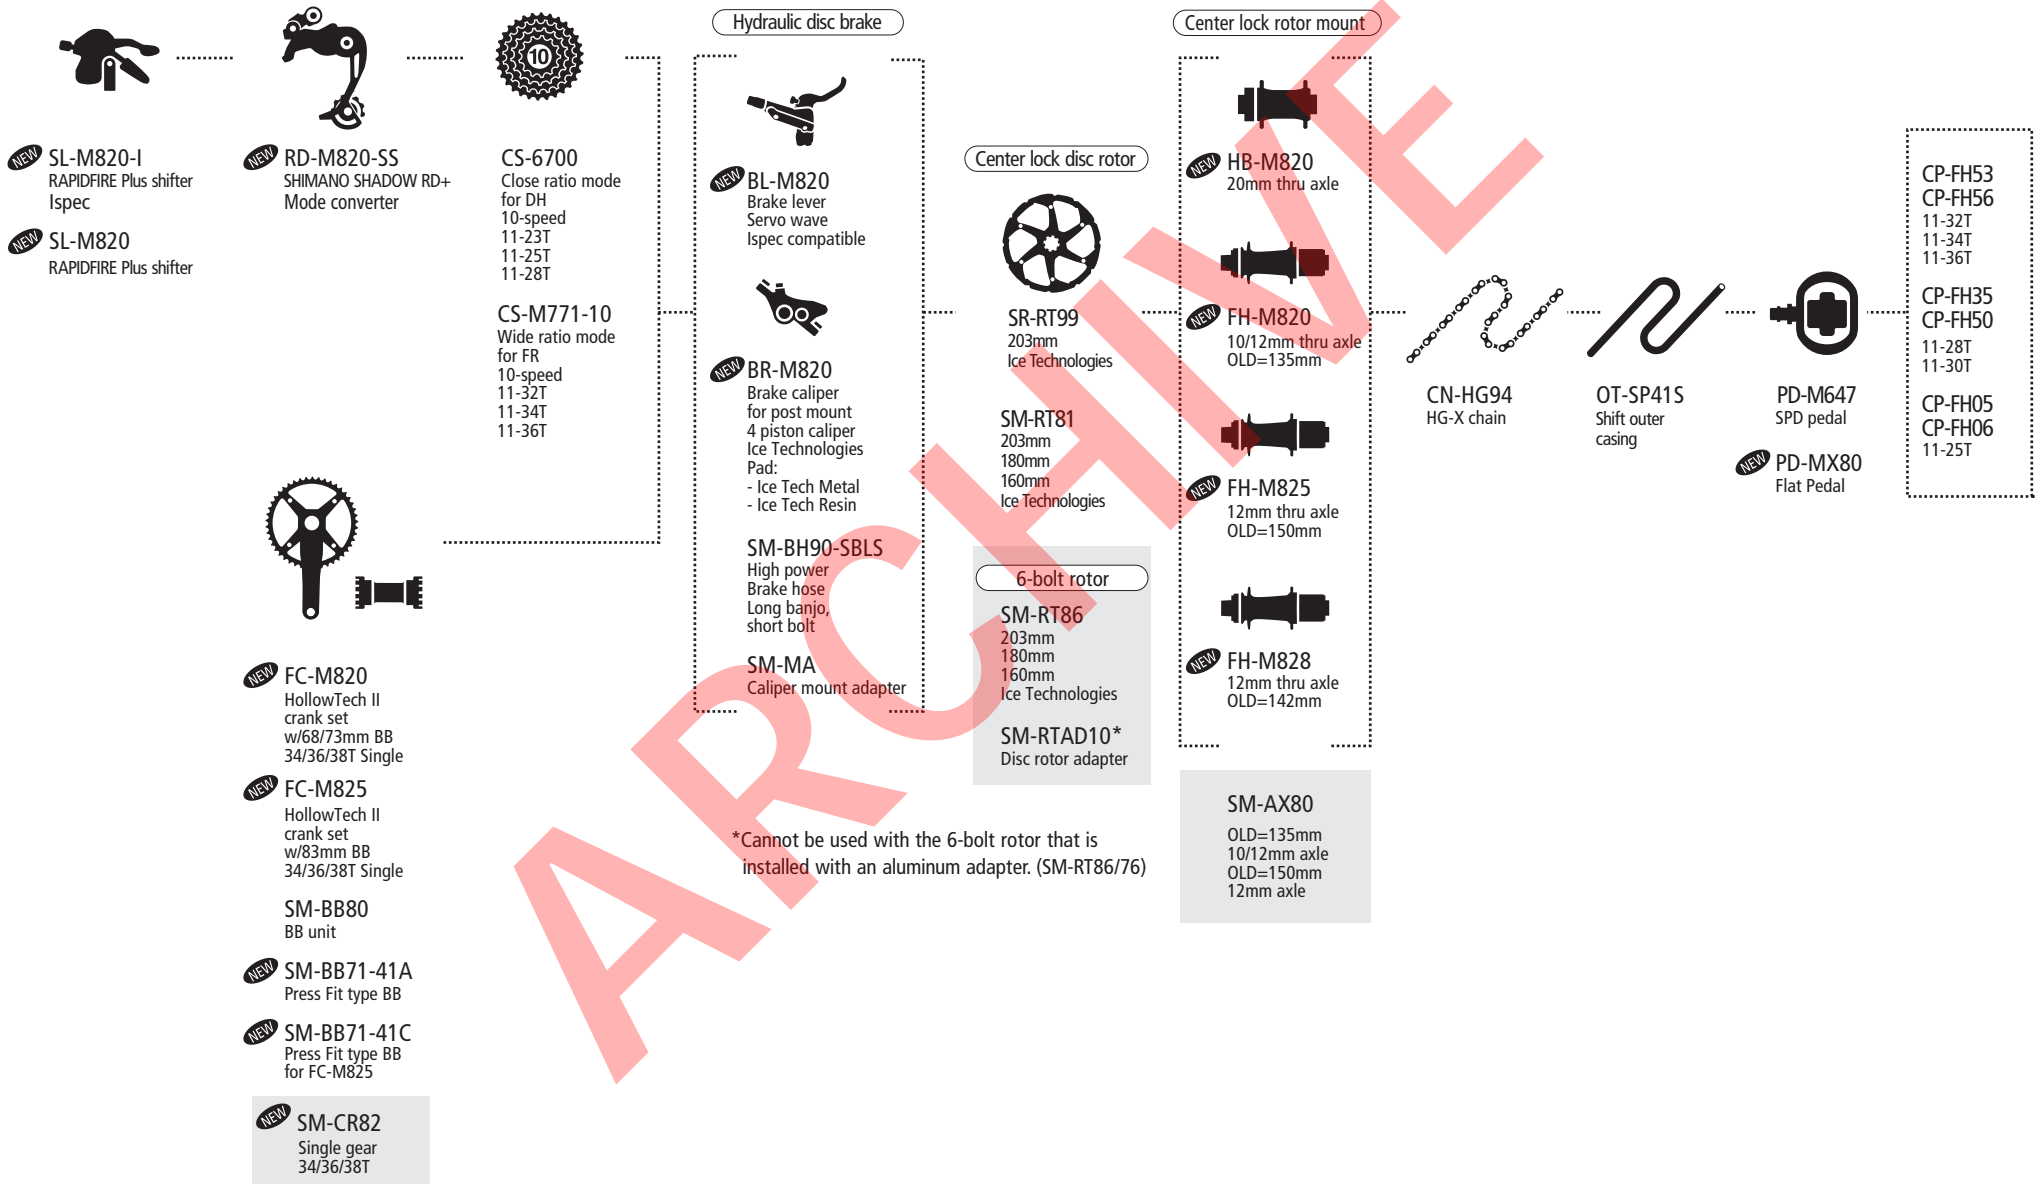 NEW SL-M820-I
RAPIDFIRE Plus shifter
Ispec
NEW SL-M820
RAPIDFIRE Plus shifter
NEW RD-M820-SS
SHIMANO SHADOW RD+
Mode converter
10
CS-6700
Close ratio mode
for DH
10-speed
11-23T
11-25T
11-28T
CS-M771-10
Wide ratio mode
for FR
10-speed
11-32T
11-34T
11-36T
NEW FC-M820
HollowTech II
crank set
w/68/73mm BB
34/36/38T Single
NEW FC-M825
HollowTech II
crank set
w/83mm BB
34/36/38T Single
SM-BB80
BB unit
NEW SM-BB71-41A
Press Fit type BB
NEW SM-BB71-41C
Press Fit type BB
for FC-M825
NEW SM-CR82
Single gear
34/36/38T
Hydraulic disc brake
NEW BL-M820
Brake lever
Servo wave
Ispec compatible
NEW BR-M820
Brake caliper
for post mount
4 piston caliper
Ice Technologies
Pad:
- Ice Tech Metal
- Ice Tech Resin
SM-BH90-SBLS
High power
Brake hose
Long banjo,
short bolt
SM-MA
Caliper mount adapter
Center lock disc rotor
SR-RT99
203mm
Ice Technologies
SM-RT81
203mm
180mm
160mm
Ice Technologies
6-bolt rotor
SM-RT86
203mm
180mm
160mm
Ice Technologies
SM-RTAD10*
Disc rotor adapter
*Cannot be used with the 6-bolt rotor that is
installed with an aluminum adapter. (SM-RT86/76)
Center lock rotor mount
NEW HB-M820
20mm thru axle
NEW FH-M820
10/12mm thru axle
OLD=135mm
NEW FH-M825
12mm thru axle
OLD=150mm
NEW FH-M828
12mm thru axle
OLD=142mm
SM-AX80
OLD=135mm
10/12mm axle
OLD=150mm
12mm axle
CN-HG94
HG-X chain
OT-SP41S
Shift outer
casing
PD-M647
SPD pedal
NEW PD-MX80
Flat Pedal
CP-FH53
CP-FH56
11-32T
11-34T
11-36T
CP-FH35
CP-FH50
11-28T
11-30T
CP-FH05
CP-FH06
11-25T
ARCHIVE